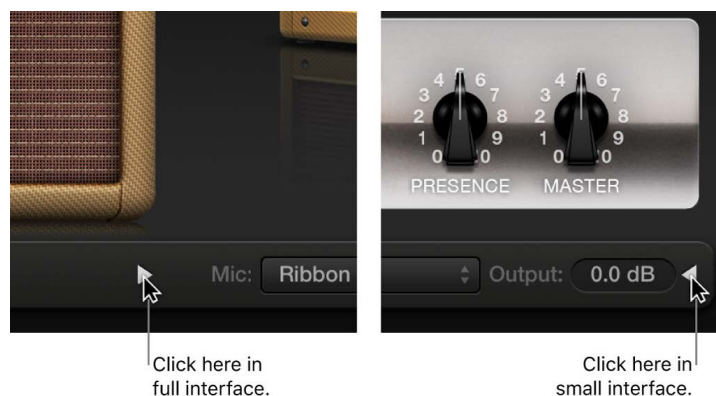 4 5 6
3 7
2 8
1 9
0 0
PRESENCE
4 5 6
3 7
2 8
1 9
0 0
MASTER
Mic: Ribbon
Output: 0.0 dB
Click here in
full interface.
Click here in
small interface.